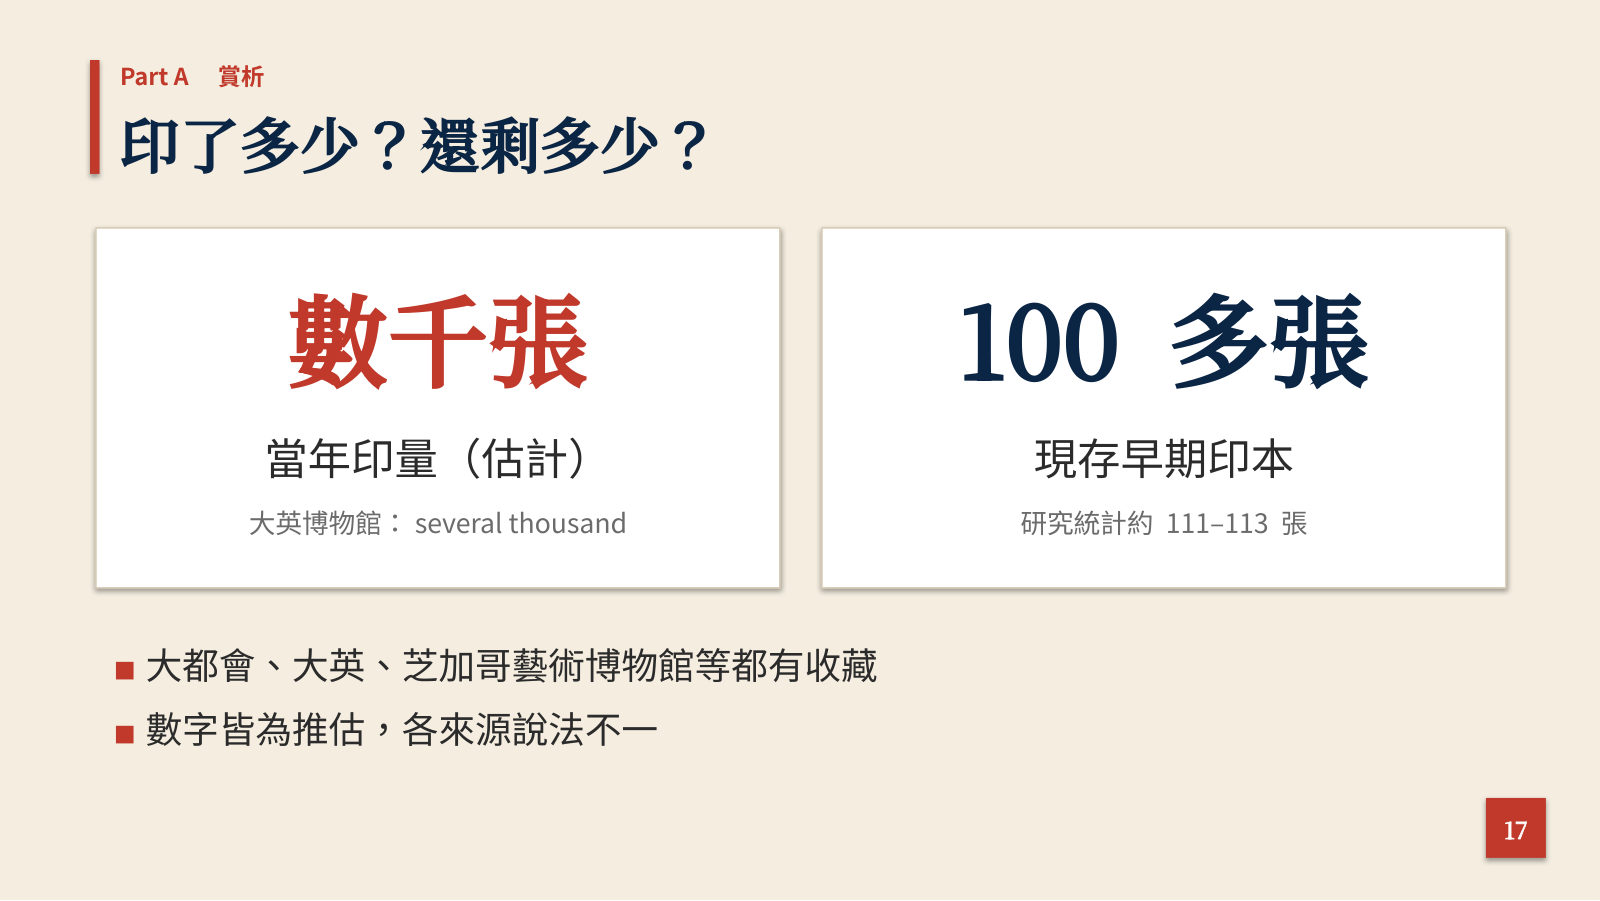 Part A 賞析
印了多少？還剩多少？
數千張
當年印量（估計）
大英博物館： several thousand
100 多張
現存早期印本
研究統計約 111–113 張
大都會、大英、芝加哥藝術博物館等都有收藏
數字皆為推估，各來源說法不一
17